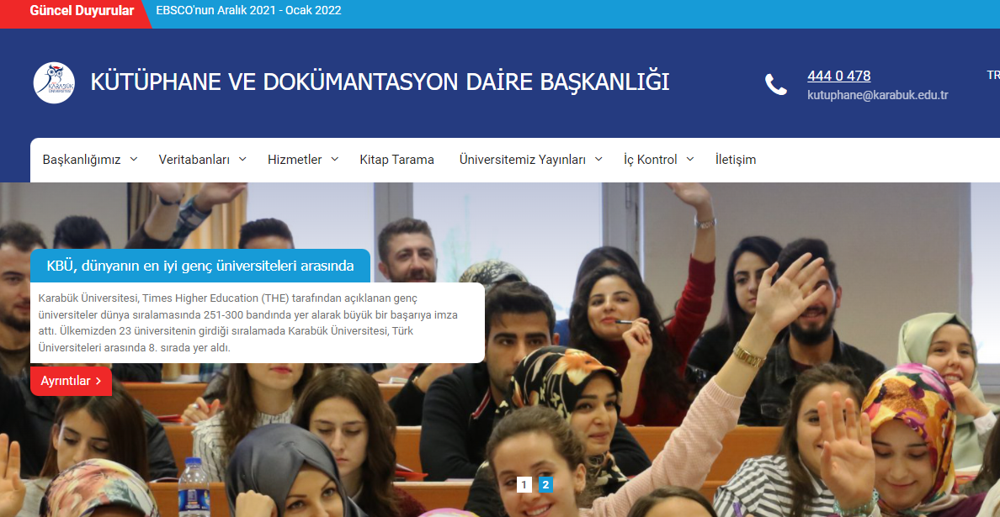 Güncel Duyurular
EBSCO'nun Aralık 2021 - Ocak 2022
KARABÜK
ÜNİVERSİTESİ
KÜTÜPHANE VE DOKÜMANTASYON DAİRE BAŞKANLIĞI
444 0 478
kutuphane@karabuk.edu.tr
TR
Başkanlığımız
Veritabanları
Hizmetler
Kitap Tarama
Üniversitemiz Yayınları
İç Kontrol
İletişim
KBÜ, dünyanın en iyi genç üniversiteleri arasında
Karabük Üniversitesi, Times Higher Education (THE) tarafından açıklanan genç
üniversiteler dünya sıralamasında 251-300 bandında yer alarak büyük bir başarıya imza
attı. Ülkemizden 23 üniversitenin girdiği sıralamada Karabük Üniversitesi, Türk
Üniversiteleri arasında 8. sırada yer aldı.
Ayrıntılar >
1 2